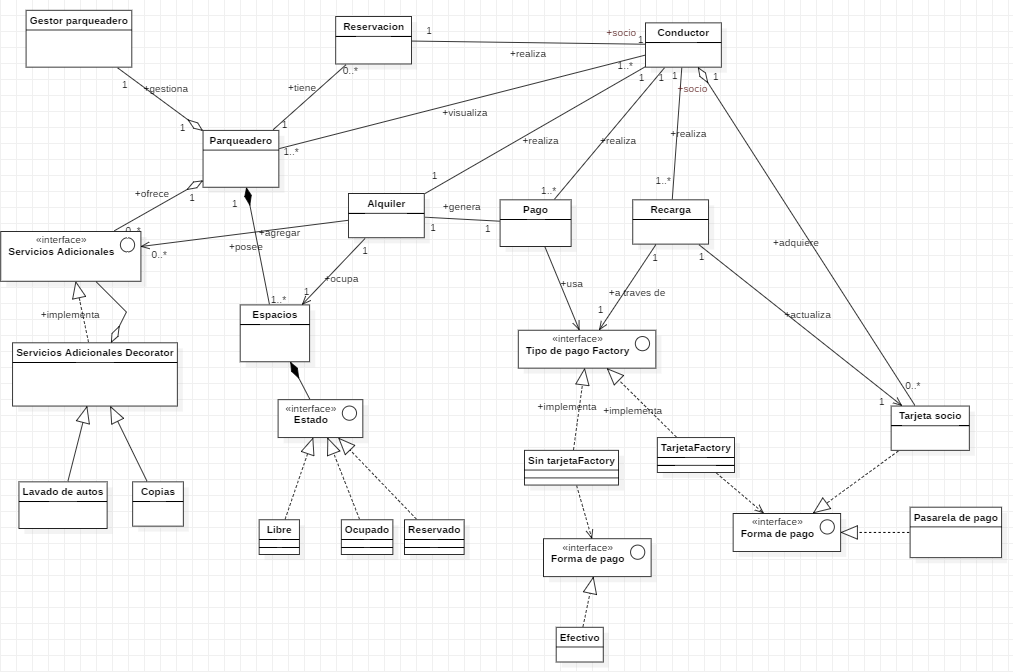 Gestor parqueadero
Reservacion
1
+socio
1
Conductor
+realiza
0..*
1..*
1
1
1
1
+socio
1
+gestiona
+tiene
+visualiza
1
1
Parqueadero
1..*
+realiza
+realiza
+realiza
+ofrece
1
1
1
1..*
1..*
Alquiler
+genera
Pago
Recarga
0..*
+agregar
1
1
«interface»
Servicios Adicionales
0..*
+posee
1
1
1
+adquiere
+ocupa
+usa
+a traves de
1..*
1
1
+implementa
Espacios
+actualiza
«interface»
Tipo de pago Factory
Servicios Adicionales Decorator
0..*
1
«interface»
Estado
+implementa
+implementa
Tarjeta socio
Sin tarjetaFactory
TarjetaFactory
Lavado de autos
Copias
Libre
Ocupado
Reservado
«interface»
Forma de pago
Pasarela de pago
«interface»
Forma de pago
Efectivo